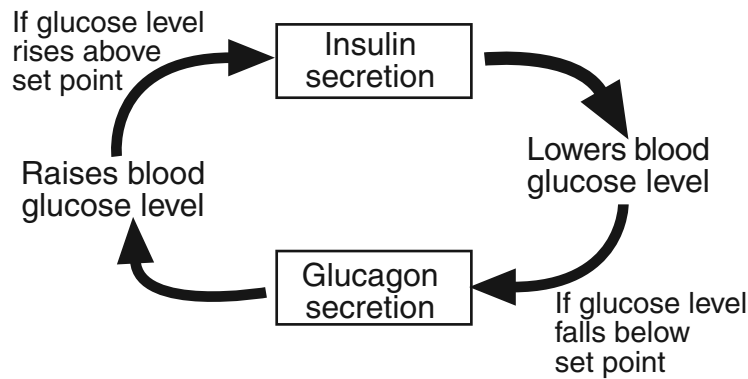 If glucose level
rises above
set point
Insulin
secretion
Lowers blood
glucose level
If glucose level
falls below
set point
Glucagon
secretion
Raises blood
glucose level